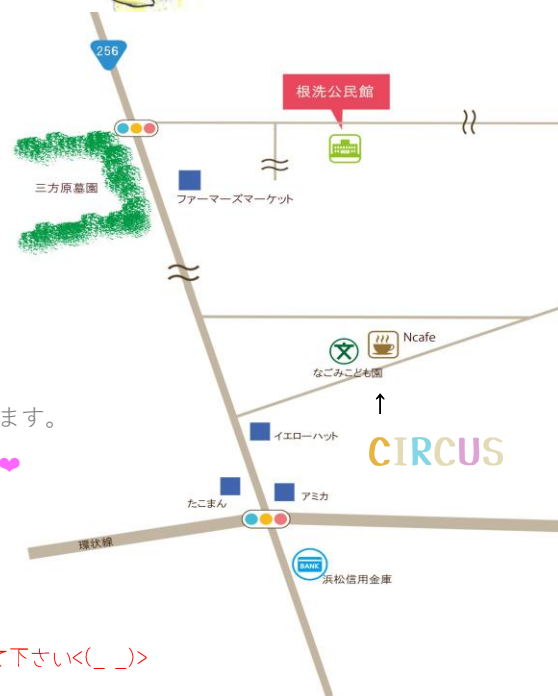 256
根洗公民館
三方原墓園
ファーマーズマーケット
Ncafe
文
なごみこども園
↑
ます。
イエローハット
CIRCUS
❤
たこまん
アミカ
環状線
BANK
浜松信用金庫
て下さい<(_ _)>